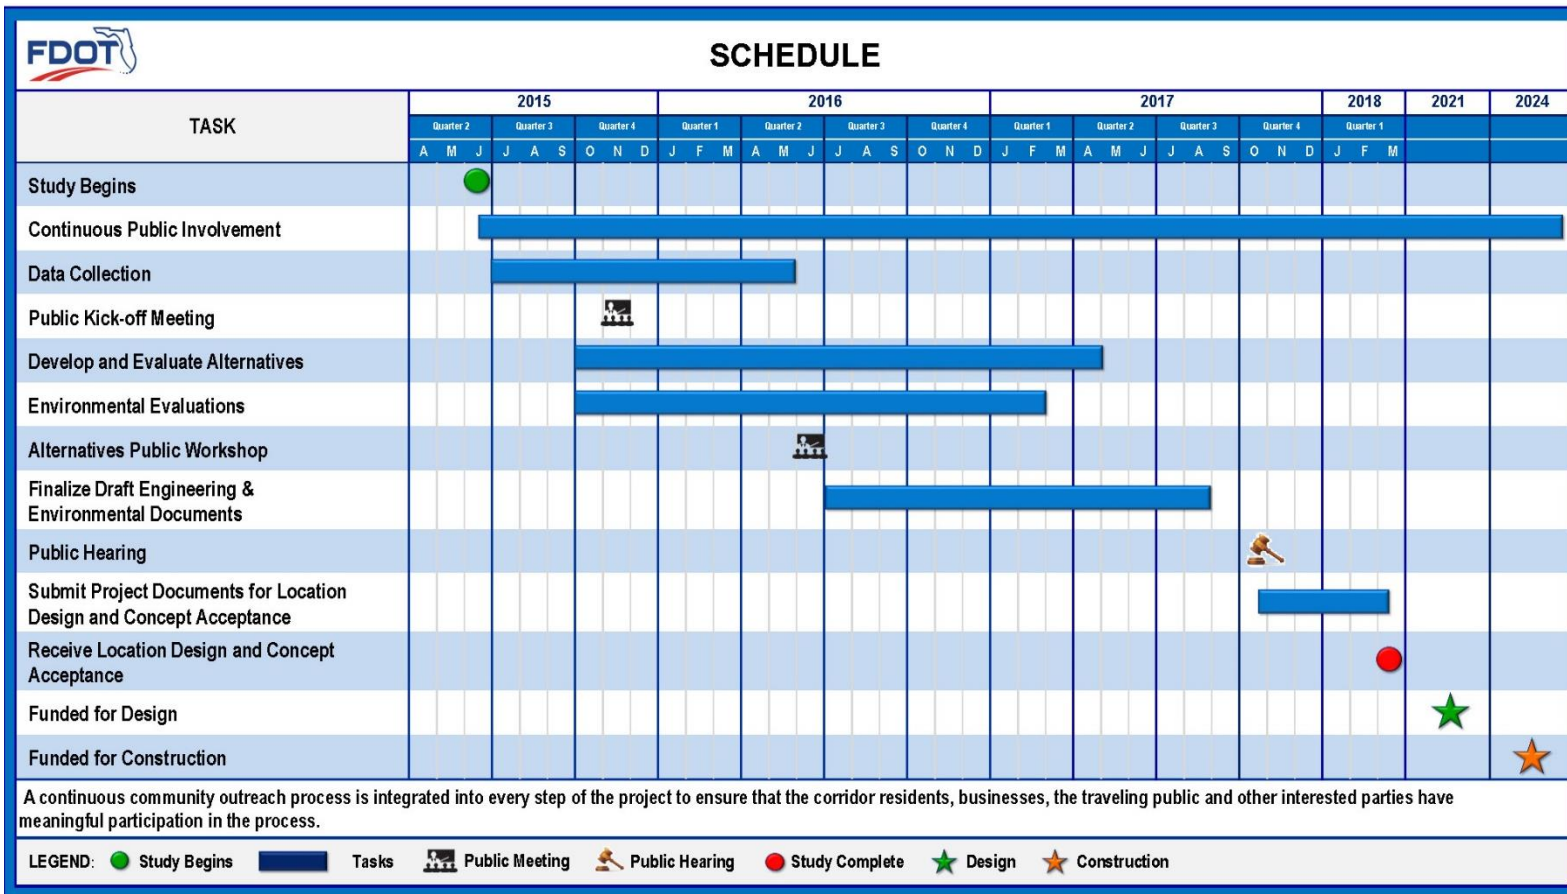 FDOT
SCHEDULE
TASK
2015 2016 2017 2018 2021 2024
Quarter 2 Quarter 3 Quarter 4 Quarter 1 Quarter 2 Quarter 3 Quarter 4 Quarter 1 Quarter 2 Quarter 3 Quarter 4 Quarter 1
A M J J A S O N D J F M A M J J A S O N D J F M A M J J A S O N D J F M
Study Begins
Continuous Public Involvement
Data Collection
Public Kick-off Meeting
Develop and Evaluate Alternatives
Environmental Evaluations
Alternatives Public Workshop
Finalize Draft Engineering &
Environmental Documents
Public Hearing
Submit Project Documents for Location
Design and Concept Acceptance
Receive Location Design and Concept
Acceptance
Funded for Design
Funded for Construction
A continuous community outreach process is integrated into every step of the project to ensure that the corridor residents, businesses, the traveling public and other interested parties have
meaningful participation in the process.
LEGEND: Study Begins Tasks Public Meeting Public Hearing Study Complete Design Construction